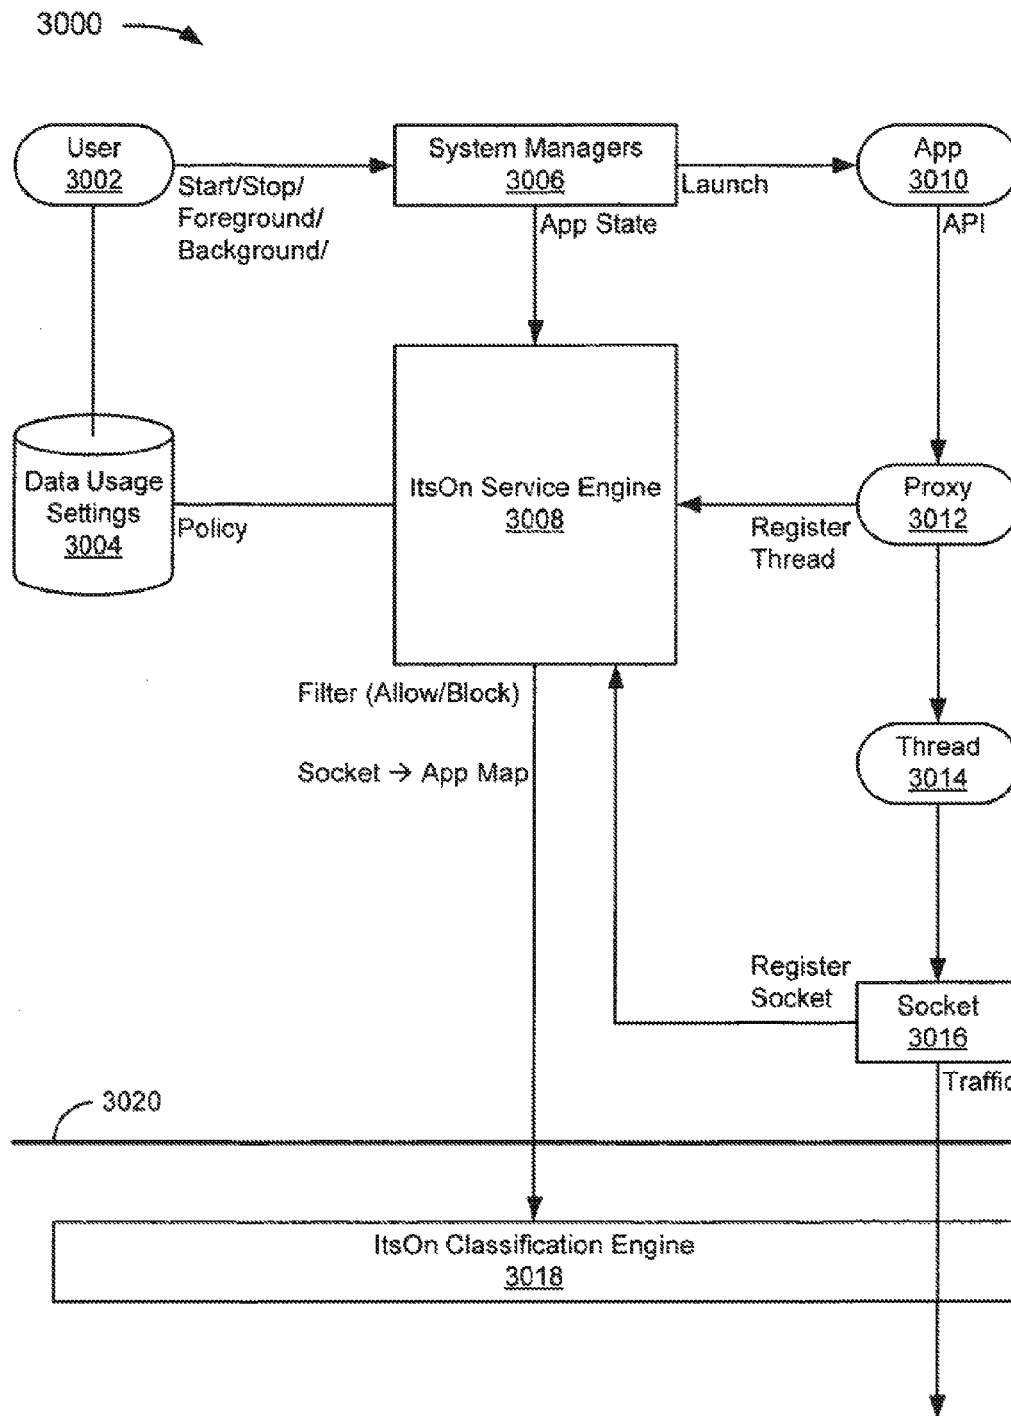 3000
User
3002
Start/Stop/
Foreground/
Background/
System Managers
3006
App State
Launch
App
3010
API
Data Usage
Settings
3004
Policy
ItsOn Service Engine
3008
Proxy
3012
Register
Thread
Filter (Allow/Block)
Socket → App Map
Thread
3014
Register
Socket
Socket
3016
Traffic
3020
ItsOn Classification Engine
3018